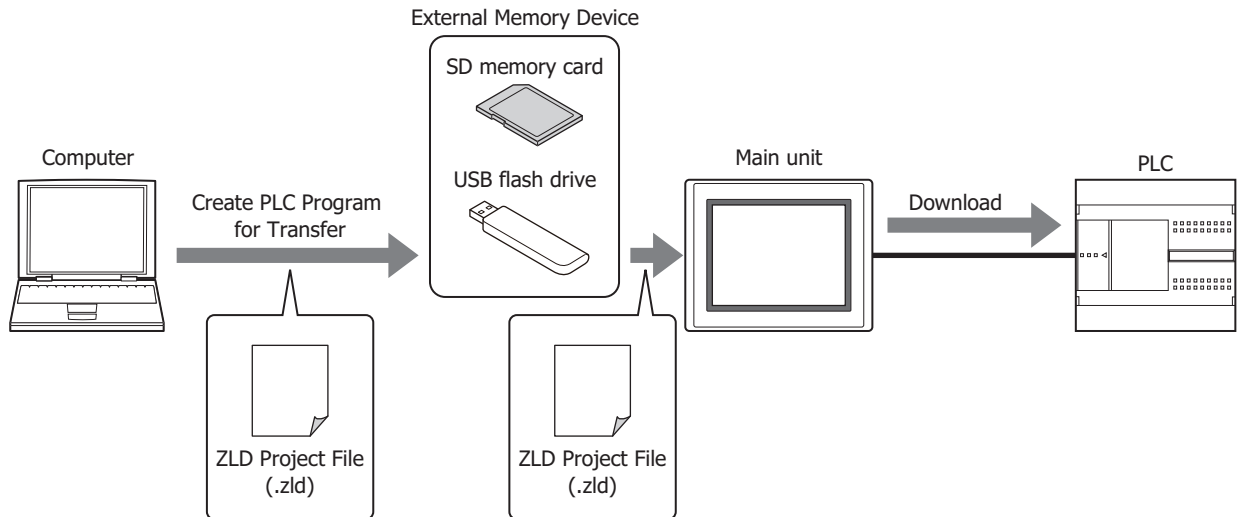 External Memory Device
SD memory card
USB flash drive
Computer
Create PLC Program
for Transfer
Main unit
Download
PLC
ZLD Project File
(.zld)
ZLD Project File
(.zld)